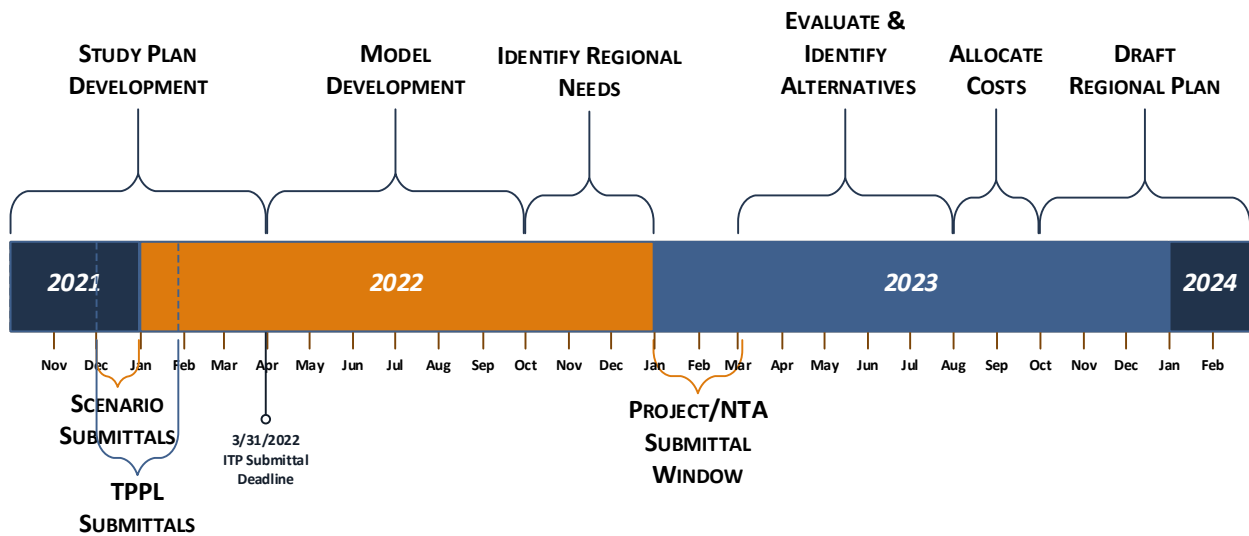 STUDY PLAN
DEVELOPMENT
MODEL
DEVELOPMENT
IDENTIFY REGIONAL
NEEDS
EVALUATE &
IDENTIFY
ALTERNATIVES
ALLOCATE
COSTS
DRAFT
REGIONAL PLAN
2021
2022
2023
2024
Nov Dec Jan Feb Mar Apr May Jun Jul Aug Sep Oct Nov Dec Jan Feb Mar Apr May Jun Jul Aug Sep Oct Nov Dec Jan Feb
SCENARIO
SUBMITTALS
TPPL
SUBMITTALS
3/31/2022
ITP Submittal
Deadline
PROJECT/NTA
SUBMITTAL
WINDOW